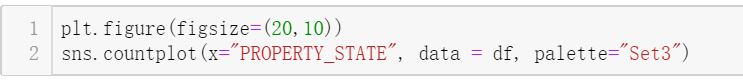 1 plt.figure(figsize=(20,10))
2 sns.countplot(x="PROPERTY_STATE", data = df, palette="Set3")